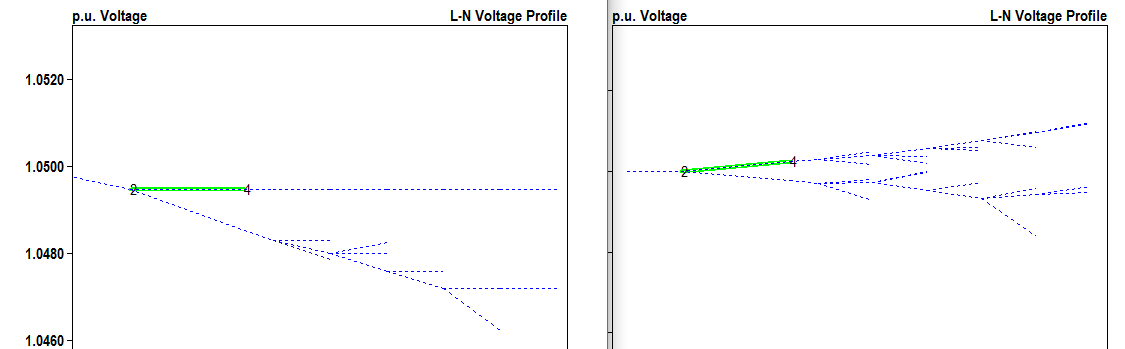 p.u. Voltage
L-N Voltage Profile
1.0520
1.0500
1.0480
1.0460
2
4
p.u. Voltage
L-N Voltage Profile
2
4